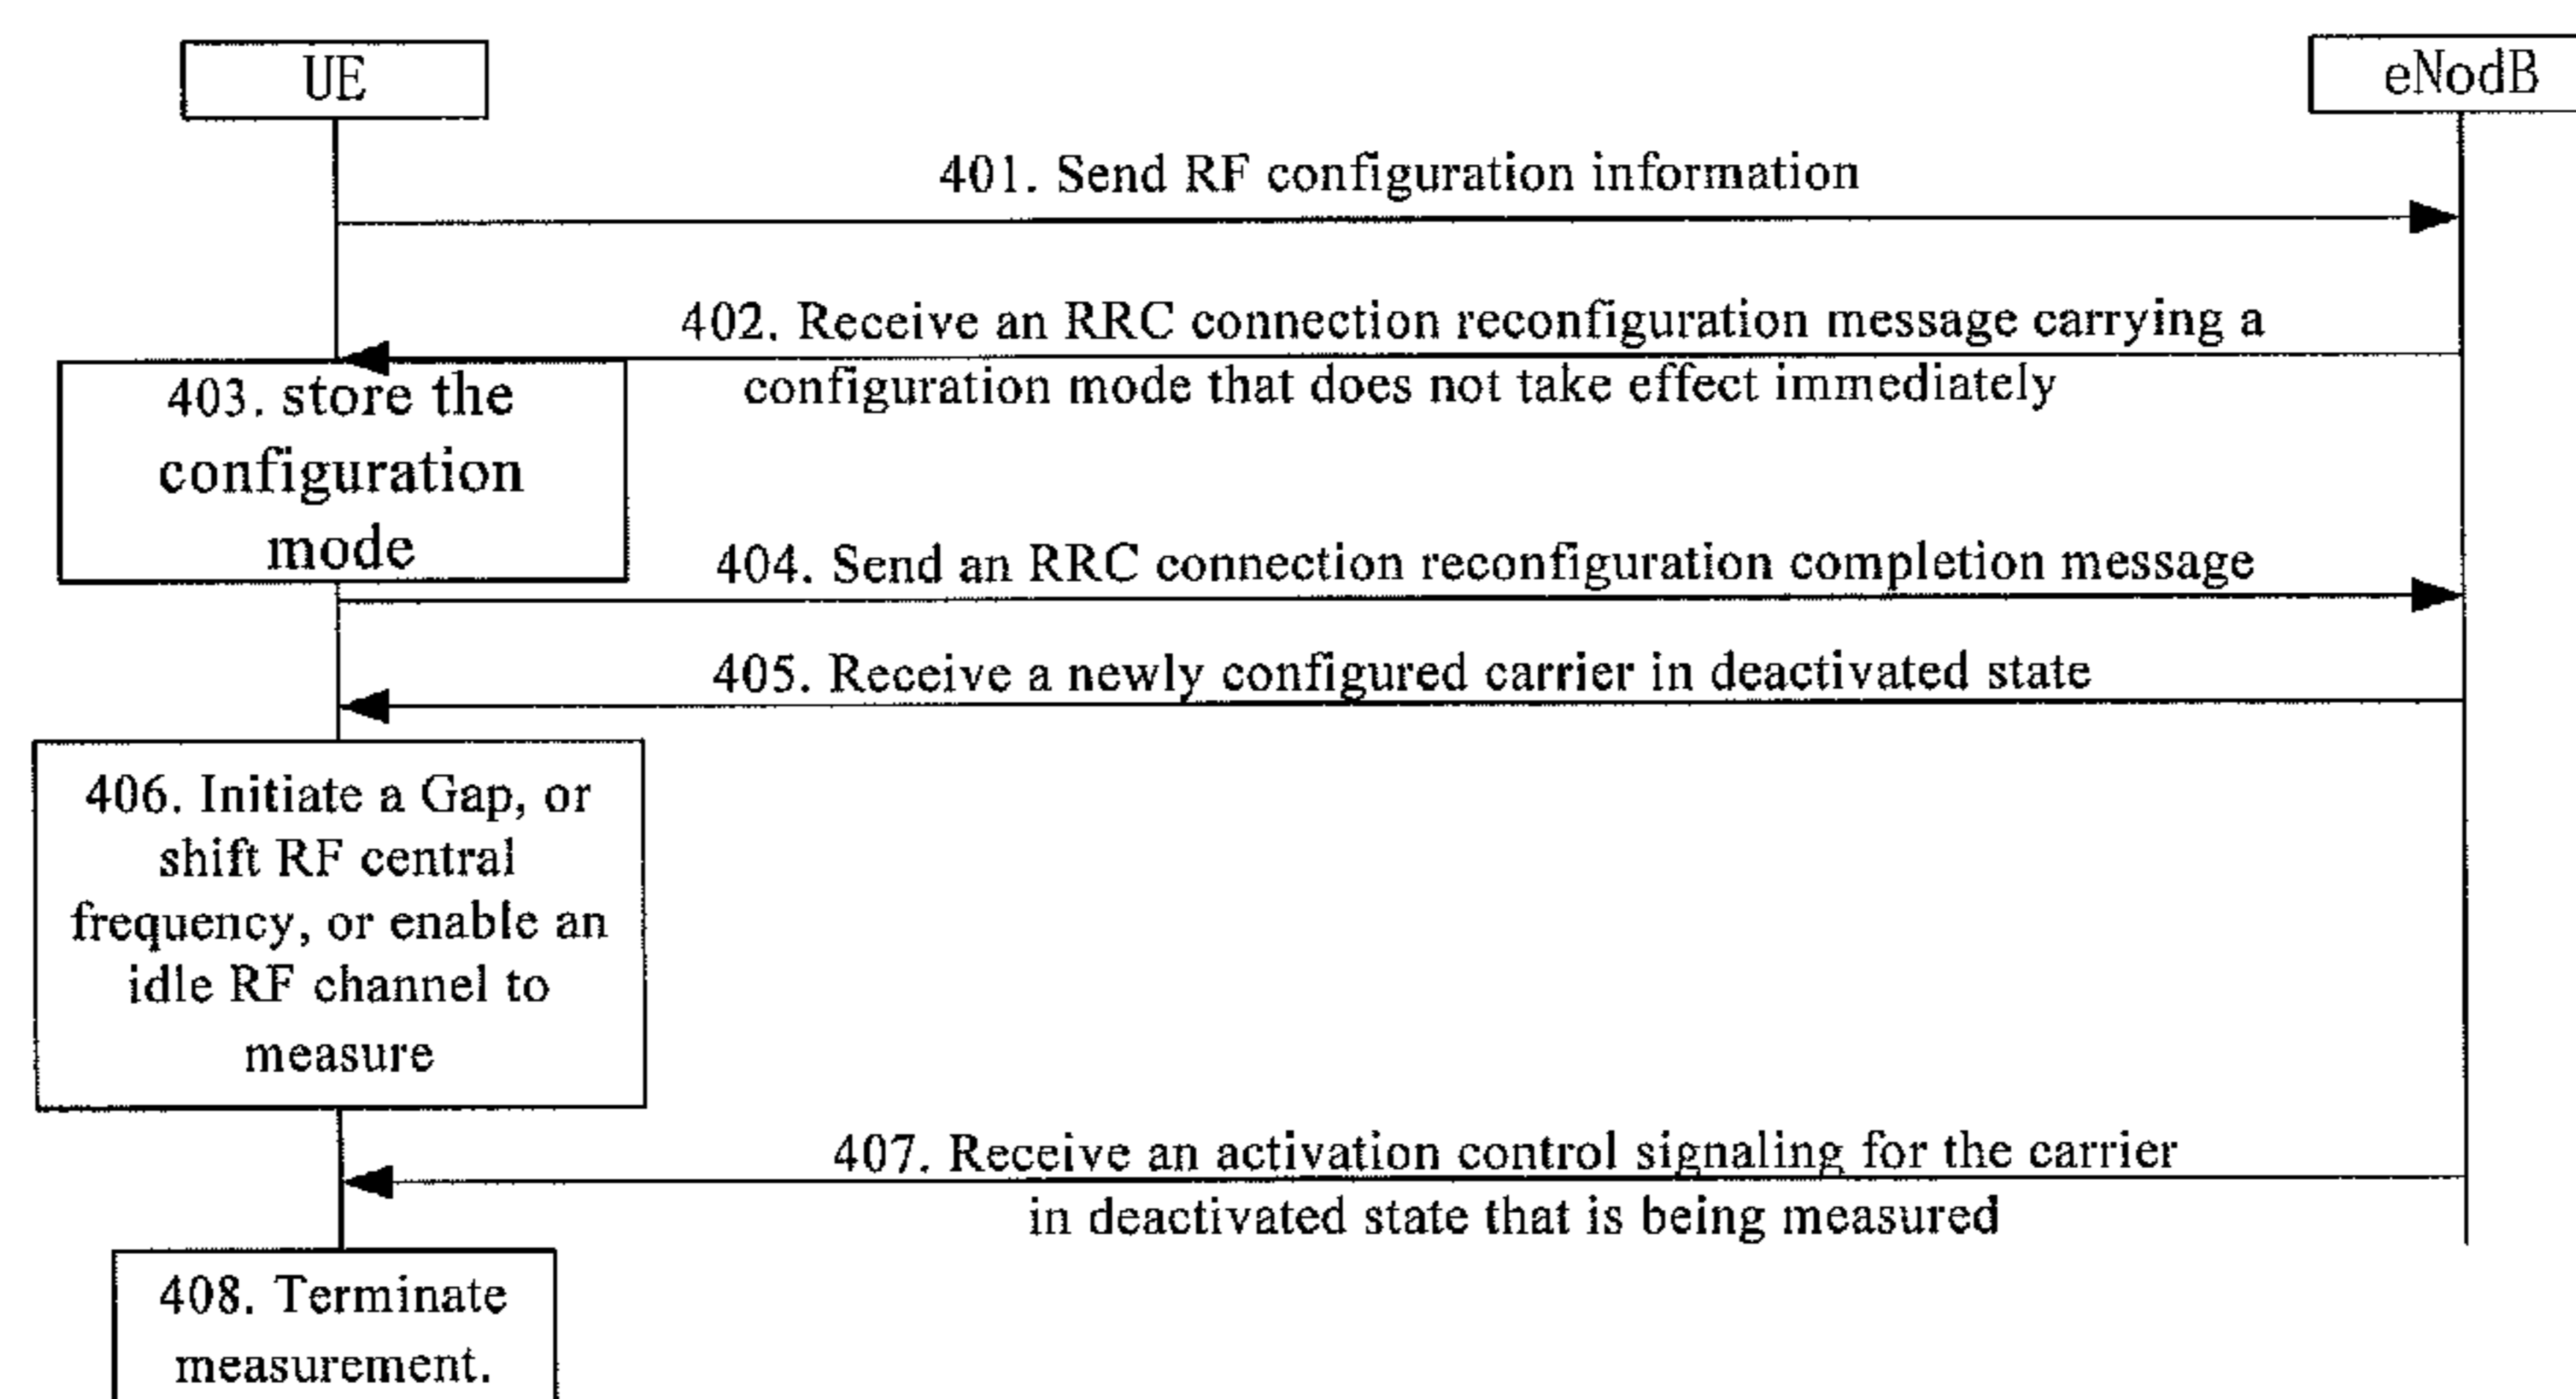 UE
eNodB
401. Send RF configuration information
402. Receive an RRC connection reconfiguration message carrying a
configuration mode that does not take effect immediately
403. store the
configuration
mode
404. Send an RRC connection reconfiguration completion message
405. Receive a newly configured carrier in deactivated state
406. Initiate a Gap, or
shift RF central
frequency, or enable an
idle RF channel to
measure
407. Receive an activation control signaling for the carrier
in deactivated state that is being measured
408. Terminate
measurement.